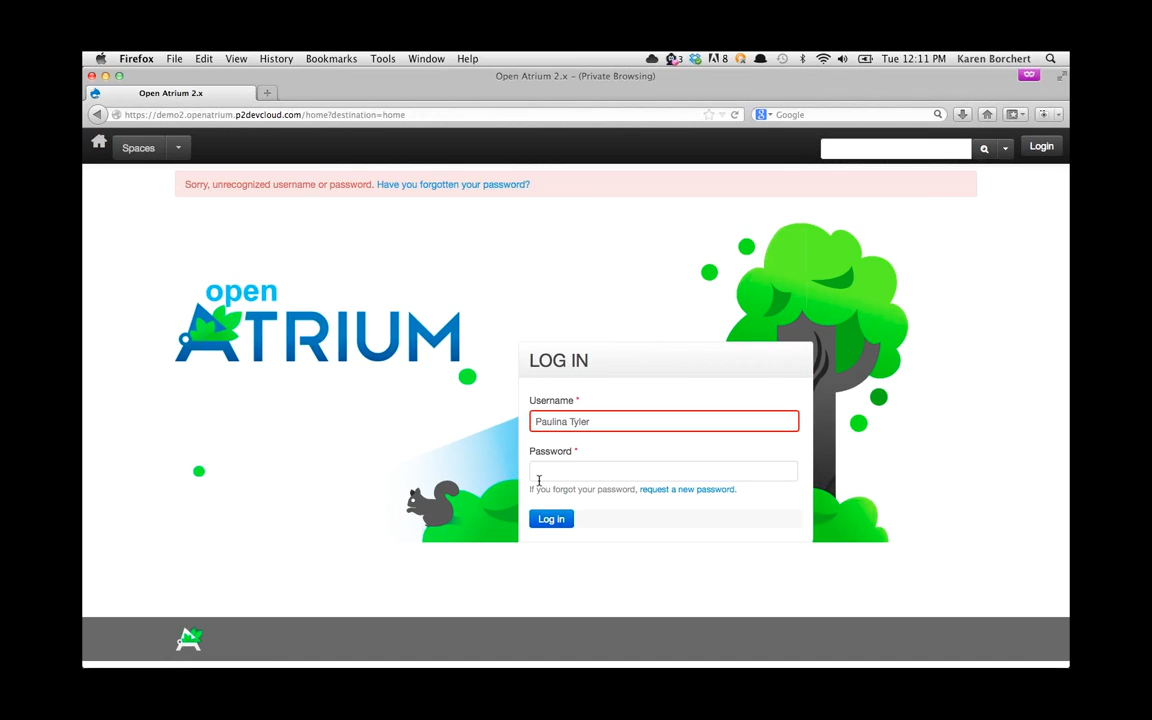 Firefox File Edit View History Bookmarks Tools Window Help 3 8 Tue 12:11 PM Karen Borchert
Open Atrium 2.x – (Private Browsing)
Open Atrium 2.x
https://demo2.openatrium.p2devcloud.com/home?destination=home
Google
Spaces
Login
Sorry, unrecognized username or password. Have you forgotten your password?
open
ATRIUM
LOG IN
Username *
Paulina Tyler
Password *
If you forgot your password, request a new password.
Log in